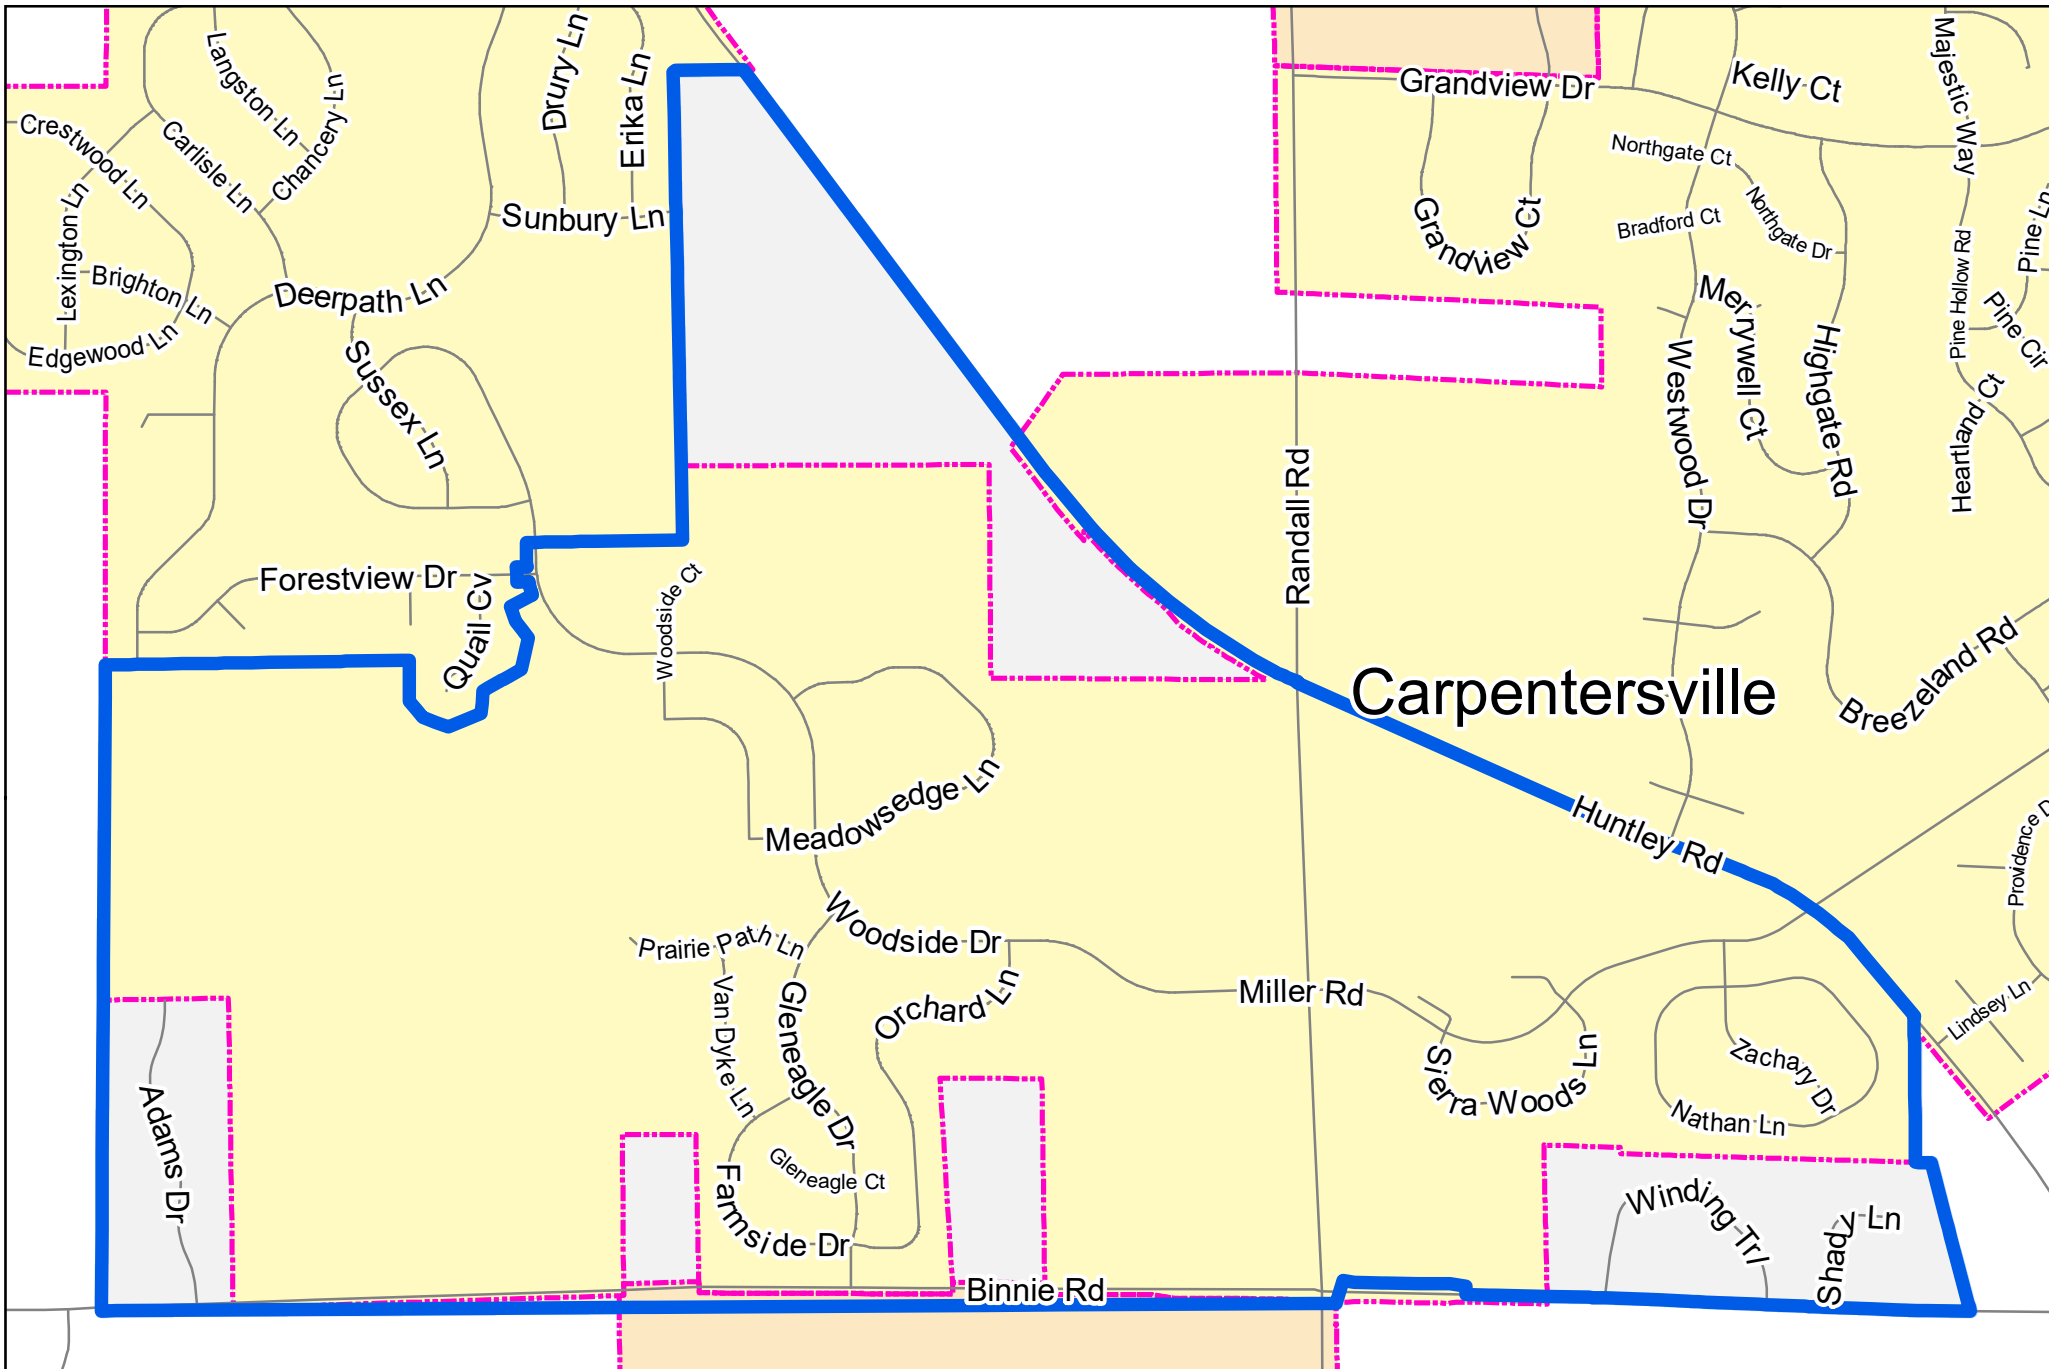 Langston Ln
Drury Ln
Erika Ln
Chancery Ln
Crestwood Ln
Carlisle Ln
Sunbury Ln
Lexington Ln
Brighton Ln
Deerpath Ln
Edgewood Ln
Sussex Ln
Grandview Dr
Kelly Ct
Majestic Way
Northgate Ct
Northgate Dr
Bradford Ct
Grandview Ct
Pine Ln
Pine Hollow Rd
Pine Cir
Merrywell Ct
Westwood Dr
Highgate Rd
Heartland Ct
Randall Rd
Forestview Dr
Quail Cv
Woodside Ct
Carpentersville
Breezeland Rd
Meadowsedge Ln
Huntley Rd
Providence D
Woodside Dr
Prairie Path Ln
Van Dyke Ln
Gleneagle Dr
Orchard Ln
Miller Rd
Sierra Woods Ln
Zachary Dr
Nathan Ln
Lindsey Ln
Adams Dr
Gleneagle Ct
Farmside Dr
Winding Trl
Shady Ln
Binnie Rd